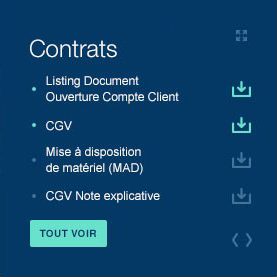 Contrats
Listing Document
Ouverture Compte Client
CGV
Mise à disposition
de matériel (MAD)
CGV Note explicative
TOUT VOIR